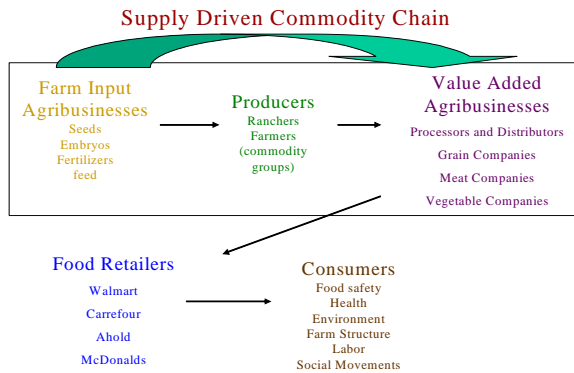 Supply Driven Commodity Chain
Farm Input
Agribusinesses
Seeds
Embryos
Fertilizers
feed
Producers
Ranchers
Farmers
(commodity
groups)
Value Added
Agribusinesses
Processors and Distributors
Grain Companies
Meat Companies
Vegetable Companies
Food Retailers
Walmart
Carrefour
Ahold
McDonalds
Consumers
Food safety
Health
Environment
Farm Structure
Labor
Social Movements